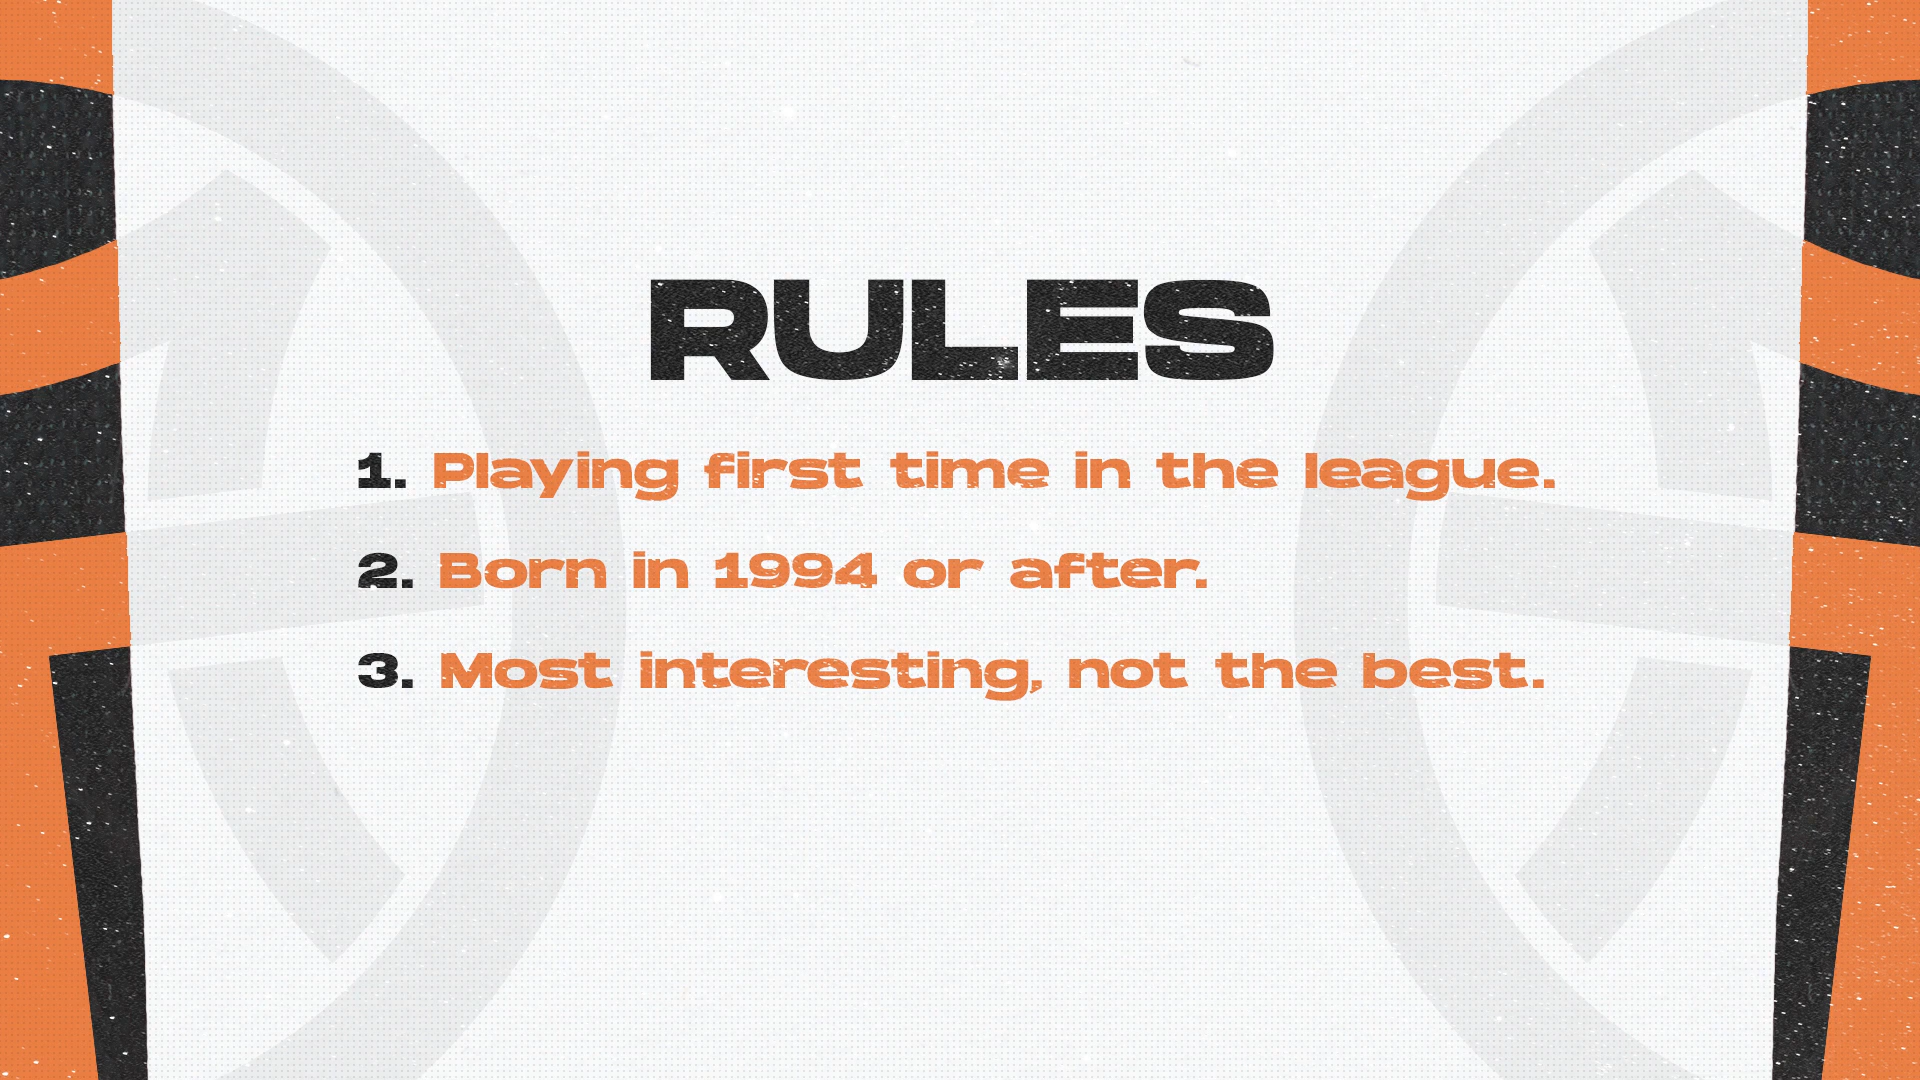 RULES
1. Playing first time in the league.
2. Born in 1994 or after.
3. Most interesting, not the best.